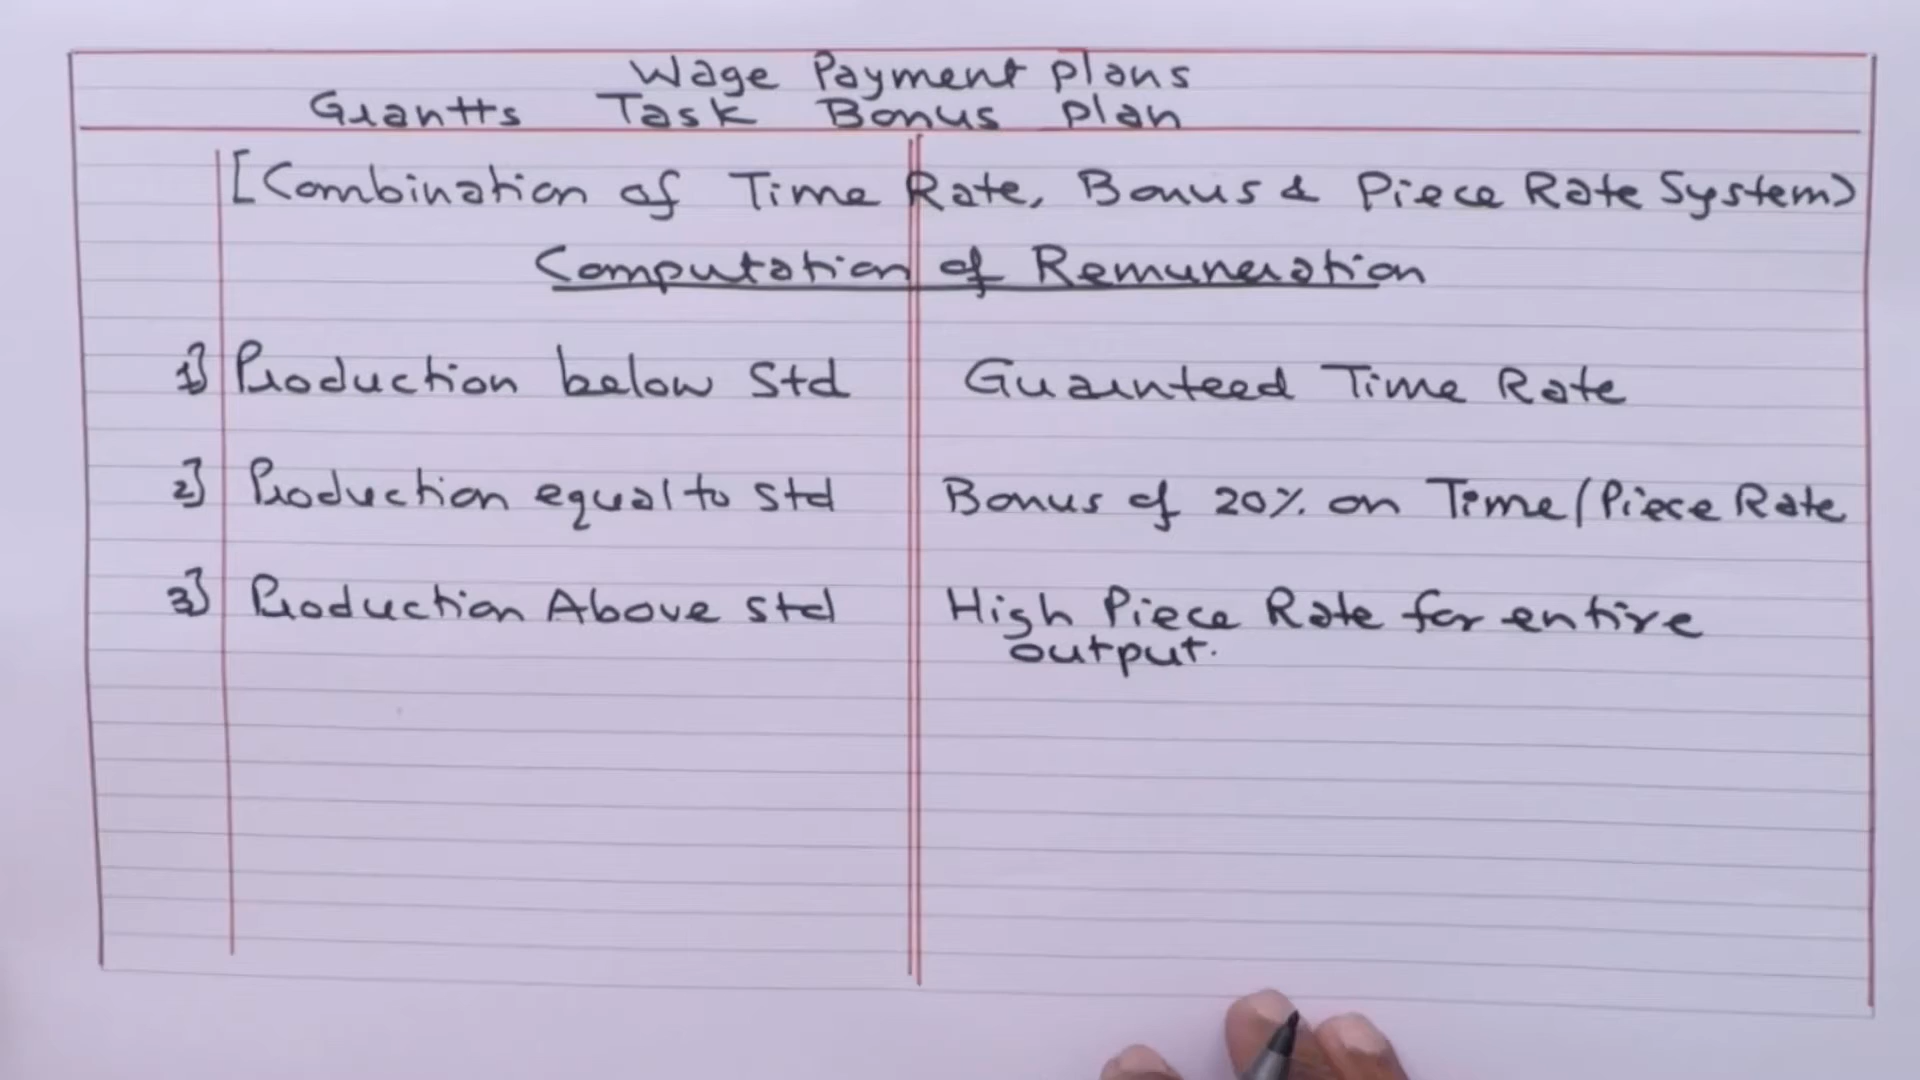 Wage Payment Plans
Giantts Task Bonus Plan
[Combination of Time Rate, Bonus & Piece Rate System)
Computation of Remuneration
1] Production below Std Guainteed Time Rate
2] Production equal to Std Bonus of 20% on Time/Piece Rate
3] Production Above Std High Piece Rate for entire
output.